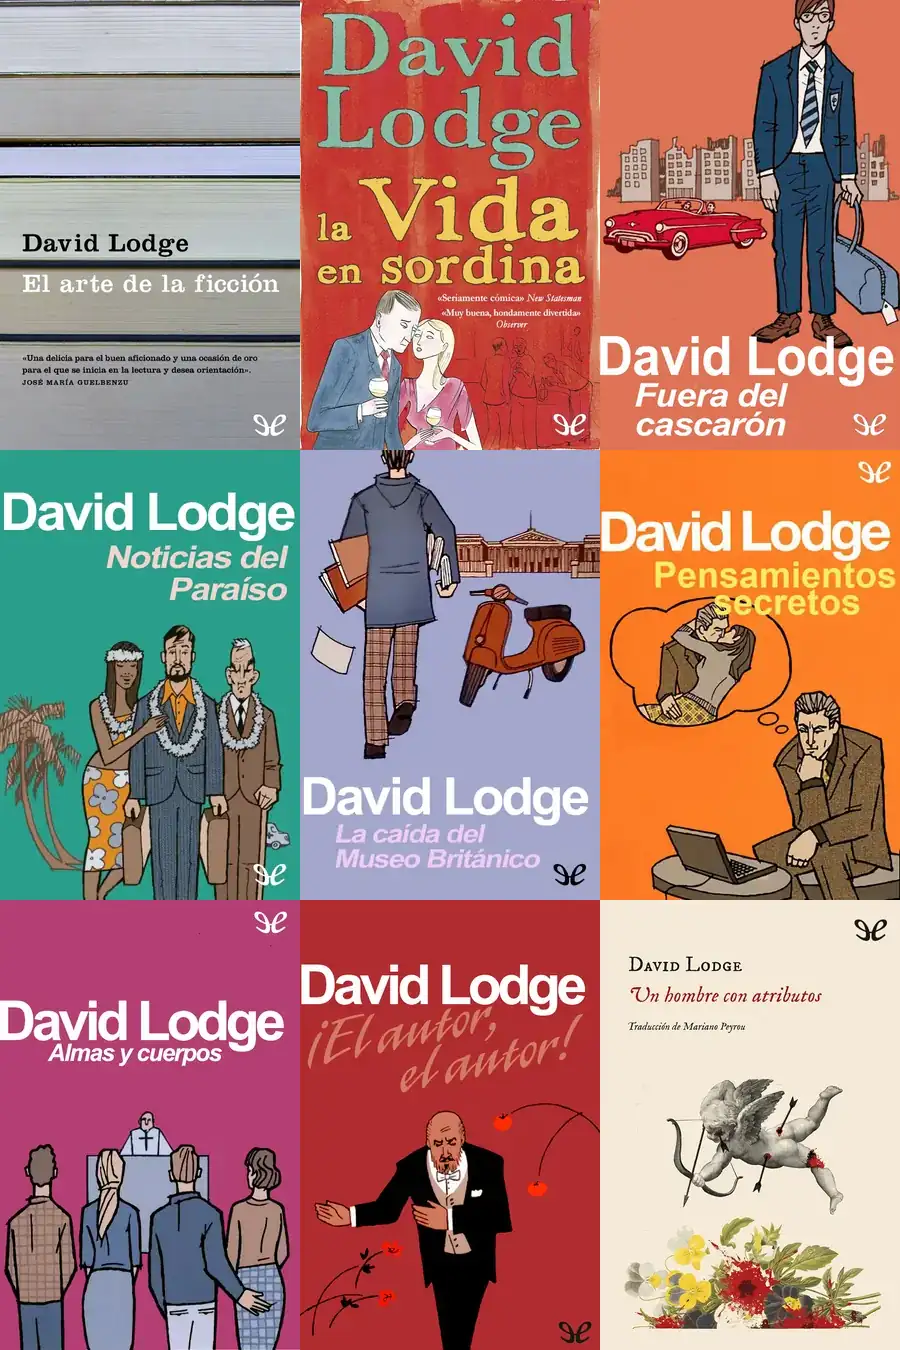 David Lodge
El arte de la ficción
«Una delicia para el buen aficionado y una ocasión de oro
para el que se inicia en la lectura y desea orientación».
JOSÉ MARÍA GUELBENZU
David
Lodge
la Vida
en sordina
«Seriamente cómica» New Statesman
«Muy buena, hondamente divertida»
Observer
David Lodge
Fuera del
cascarón
David Lodge
Noticias del
Paraíso
David Lodge
La caída del
Museo Británico
David Lodge
Pensamientos
secretos
David Lodge
Almas y cuerpos
David Lodge
¡El autor,
el autor!
David Lodge
Un hombre con atributos
Traducción de Mariano Peyrou